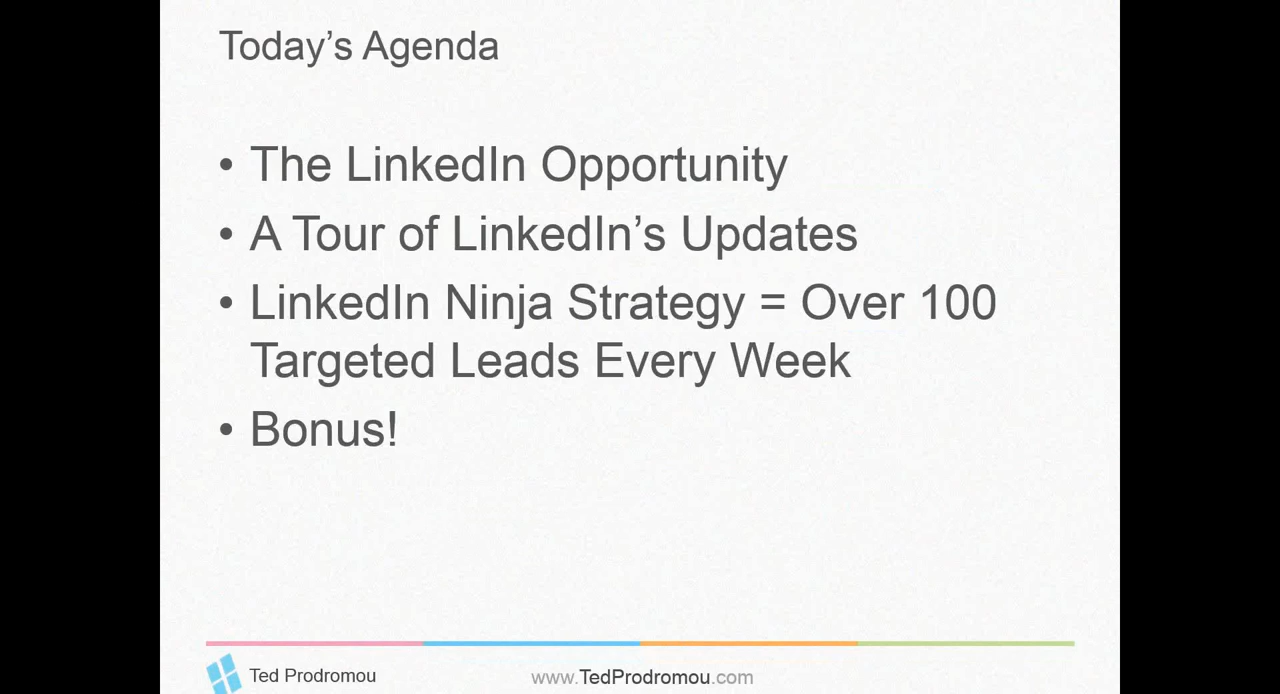 Today’s Agenda
• The LinkedIn Opportunity
• A Tour of LinkedIn’s Updates
• LinkedIn Ninja Strategy = Over 100
Targeted Leads Every Week
• Bonus!
Ted Prodromou
www.TedProdromou.com